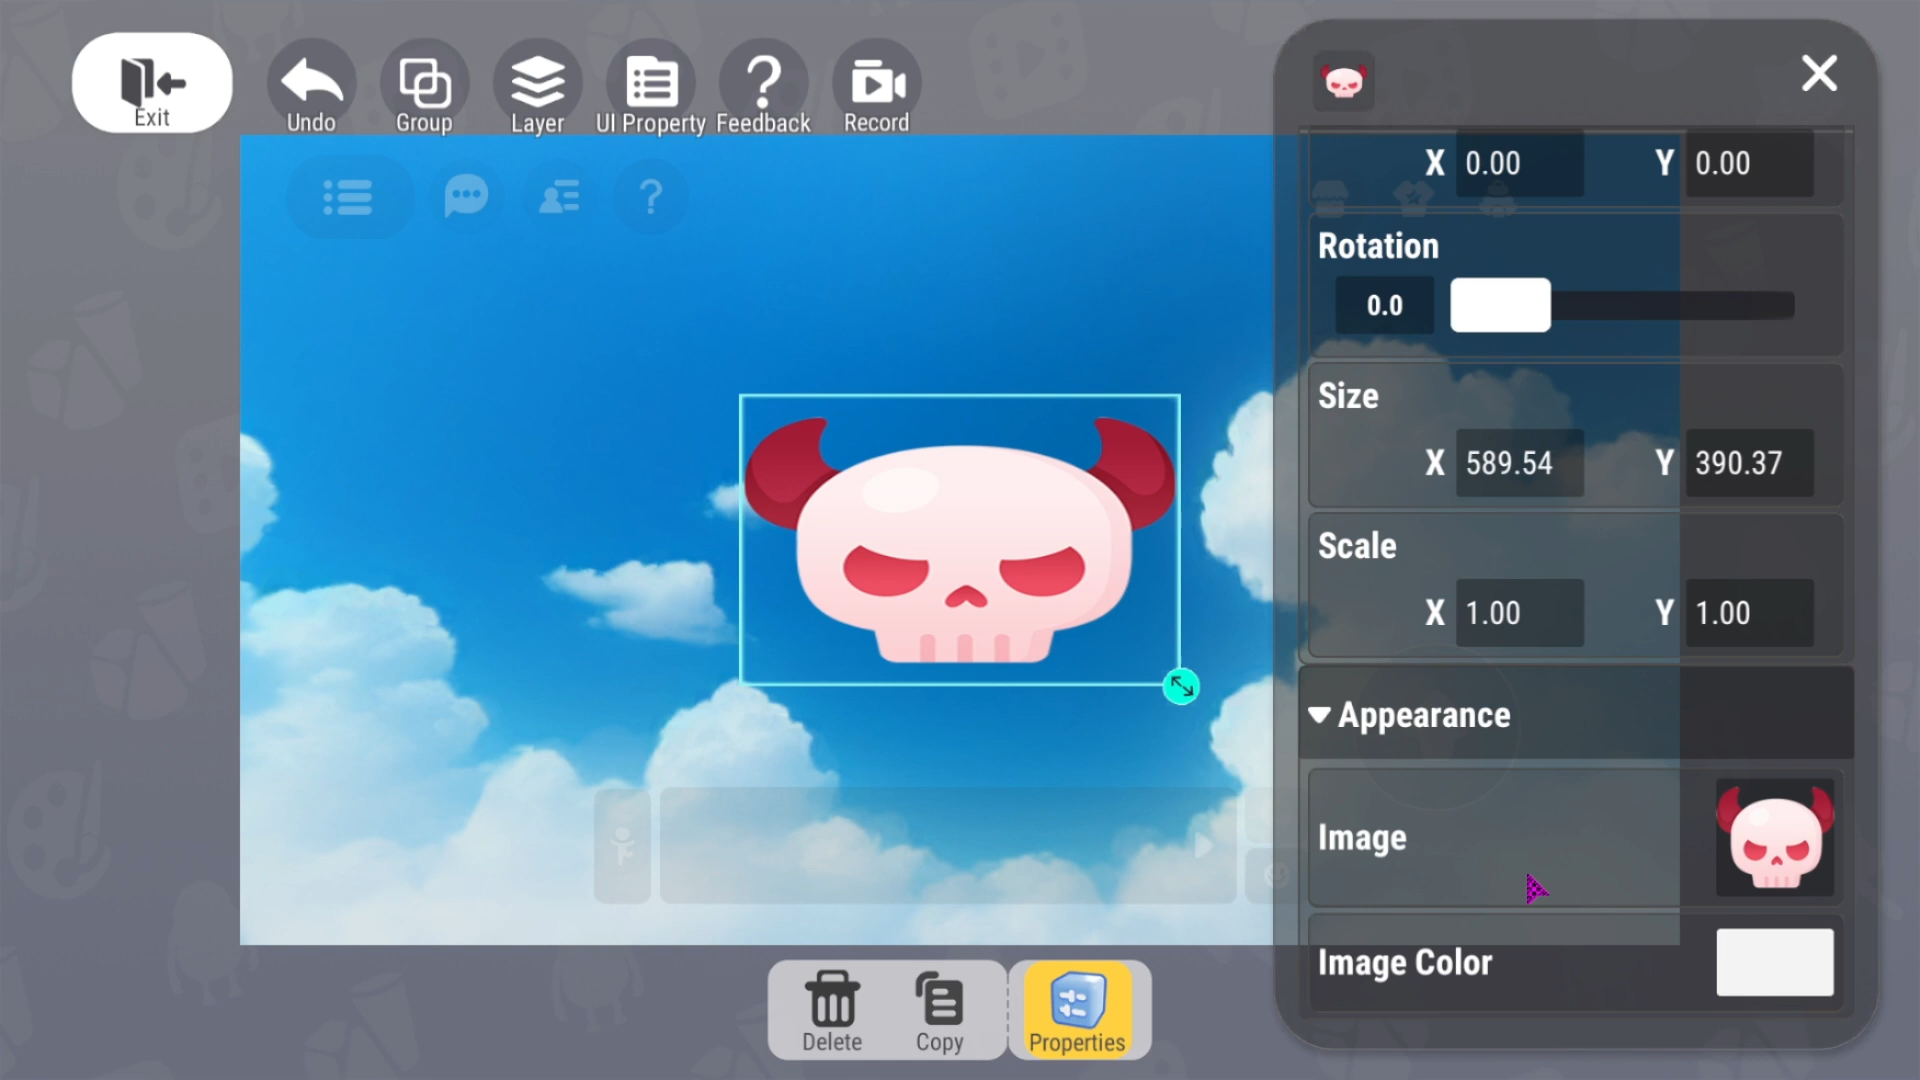 Exit
Undo
Group
Layer
UI Property
Feedback
Record
X 0.00 Y 0.00
Rotation
0.0
Size
X 589.54 Y 390.37
Scale
X 1.00 Y 1.00
Appearance
Image
Image Color
Delete
Copy
Properties